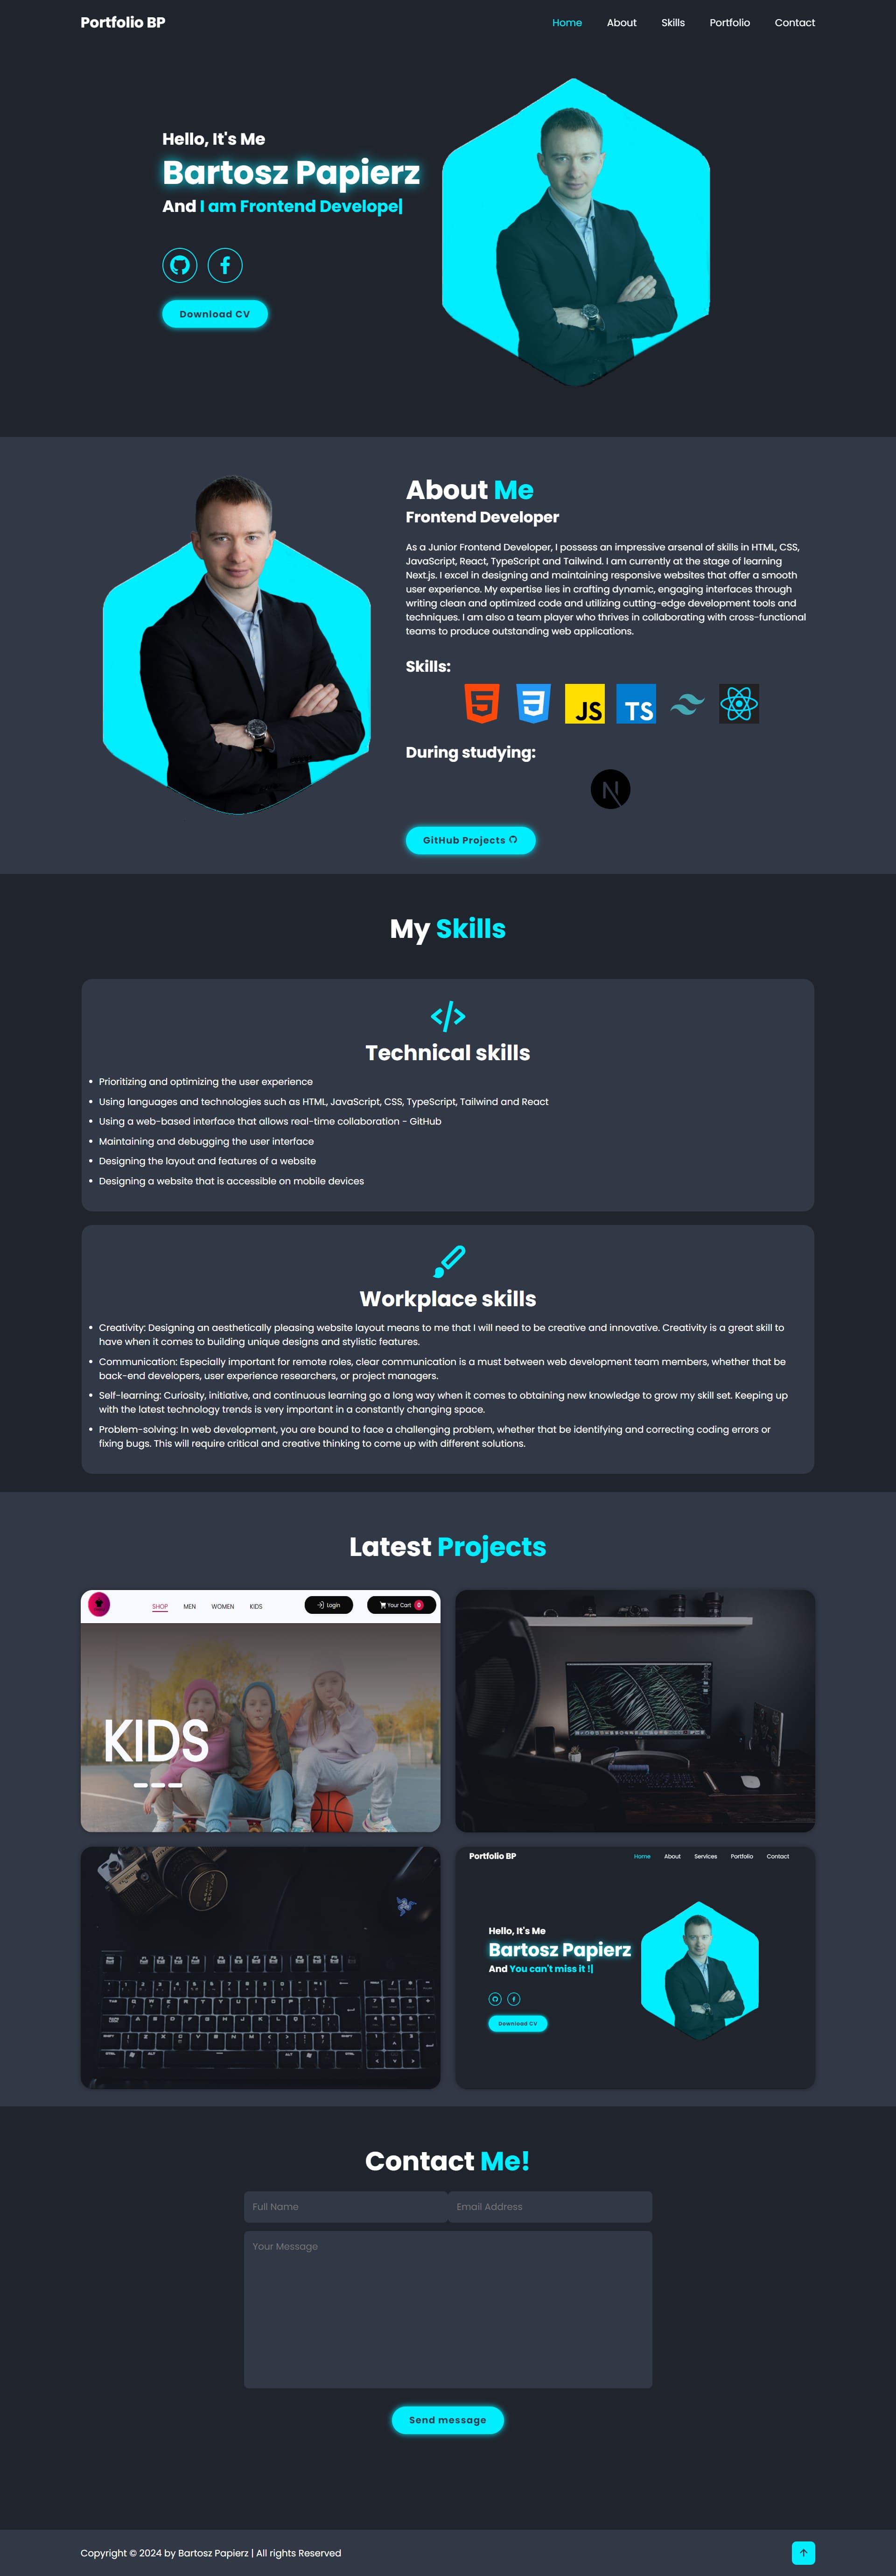 Portfolio BP
Home About Skills Portfolio Contact
Hello, It's Me
Bartosz Papierz
And I am Frontend Develope|
Download CV
About Me
Frontend Developer
As a Junior Frontend Developer, I possess an impressive arsenal of skills in HTML, CSS,
JavaScript, React, TypeScript and Tailwind. I am currently at the stage of learning
Next.js. I excel in designing and maintaining responsive websites that offer a smooth
user experience. My expertise lies in crafting dynamic, engaging interfaces through
writing clean and optimized code and utilizing cutting-edge development tools and
techniques. I am also a team player who thrives in collaborating with cross-functional
teams to produce outstanding web applications.
Skills:
JS TS
During studying:
N
GitHub Projects
My Skills
Technical skills
Prioritizing and optimizing the user experience
Using languages and technologies such as HTML, JavaScript, CSS, TypeScript, Tailwind and React
Using a web-based interface that allows real-time collaboration - GitHub
Maintaining and debugging the user interface
Designing the layout and features of a website
Designing a website that is accessible on mobile devices
Workplace skills
Creativity: Designing an aesthetically pleasing website layout means to me that I will need to be creative and innovative. Creativity is a great skill to
have when it comes to building unique designs and stylistic features.
Communication: Especially important for remote roles, clear communication is a must between web development team members, whether that be
back-end developers, user experience researchers, or project managers.
Self-learning: Curiosity, initiative, and continuous learning go a long way when it comes to obtaining new knowledge to grow my skill set. Keeping up
with the latest technology trends is very important in a constantly changing space.
Problem-solving: In web development, you are bound to face a challenging problem, whether that be identifying and correcting coding errors or
fixing bugs. This will require critical and creative thinking to come up with different solutions.
Latest Projects
SHOP MEN WOMEN KIDS Login Your Cart 0
KIDS
Portfolio BP
Home About Services Portfolio Contact
Hello, It's Me
Bartosz Papierz
And You can't miss it !|
Download CV
Contact Me!
Full Name Email Address
Your Message
Send message
Copyright © 2024 by Bartosz Papierz | All rights Reserved